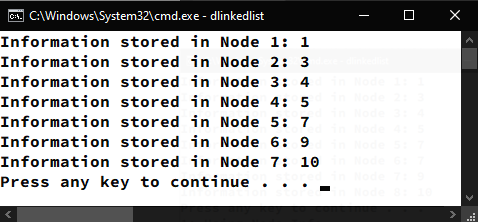 C:\Windows\System32\cmd.exe - dlinkedlist
Information stored in Node 1: 1
Information stored in Node 2: 3
Information stored in Node 3: 4
Information stored in Node 4: 5
Information stored in Node 5: 7
Information stored in Node 6: 9
Information stored in Node 7: 10
Press any key to continue . . .